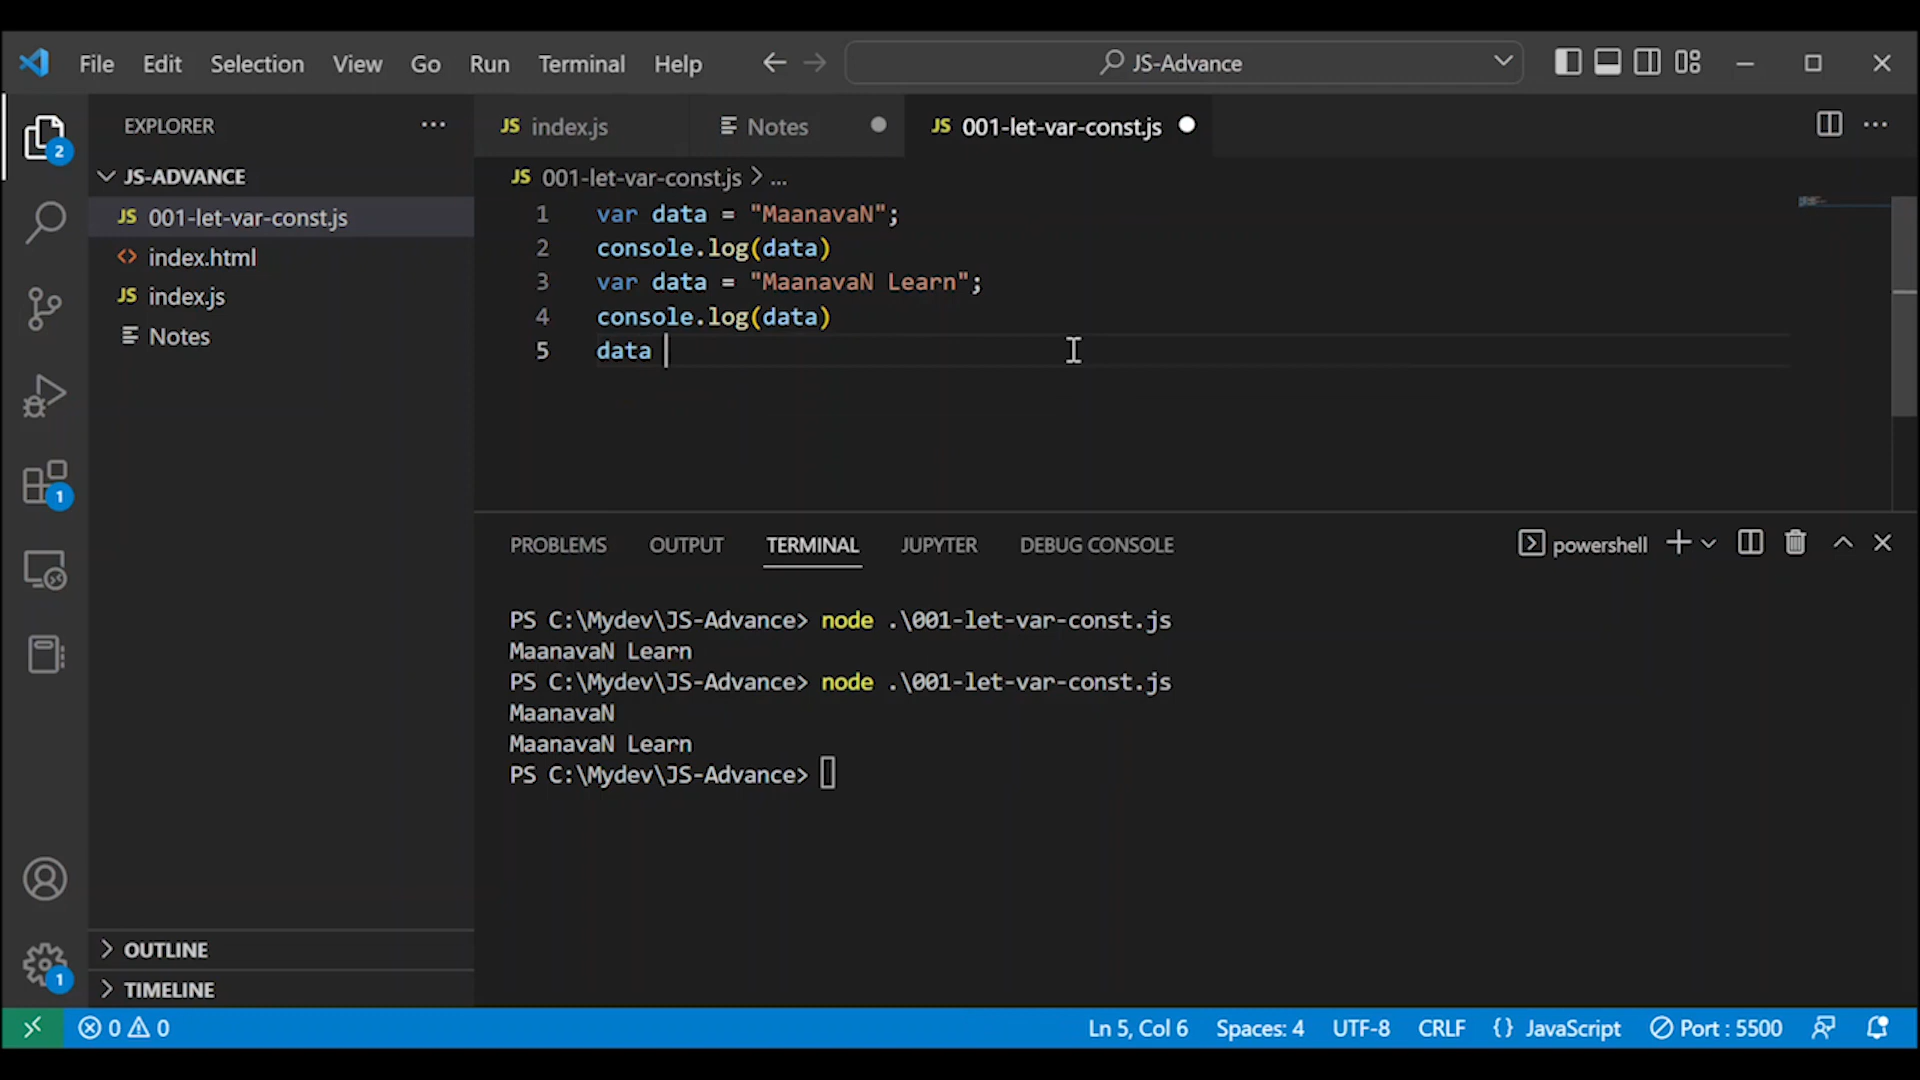 File Edit Selection View Go Run Terminal Help JS-Advance
EXPLORER
JS index.js Notes JS 001-let-var-const.js
2
JS-ADVANCE
JS 001-let-var-const.js > ...
JS 001-let-var-const.js
index.html
JS index.js
Notes
1 var data = "MaanavaN";
2 console.log(data)
3 var data = "MaanavaN Learn";
4 console.log(data)
5 data
1
PROBLEMS OUTPUT TERMINAL JUPYTER DEBUG CONSOLE powershell
PS C:\Mydev\JS-Advance> node .\001-let-var-const.js
MaanavaN Learn
PS C:\Mydev\JS-Advance> node .\001-let-var-const.js
MaanavaN
MaanavaN Learn
PS C:\Mydev\JS-Advance>
OUTLINE
1
TIMELINE
0 0 Ln 5, Col 6 Spaces: 4 UTF-8 CRLF {} JavaScript Port : 5500